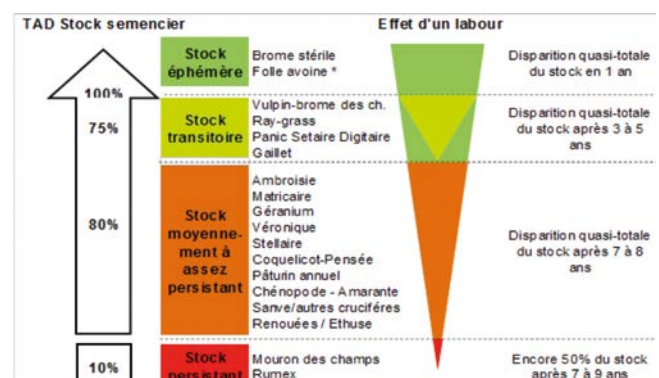 TAD Stock semencier
Effet d'un labour
100%
Stock
éphémère
Brome stérile
Folle avoine *
Disparition quasi-totale
du stock en 1 an
75%
Stock
transitoire
Vulpin-brome des ch.
Ray-grass
Panic Setaire Digitaire
Gaillet
Disparition quasi-totale
du stock après 3 à 5
ans
80%
Stock
moyenne-
ment à
assez
persistant
Ambroisie
Matricaire
Géranium
Véronique
Stellaire
Coquelicot-Pensée
Pâturin annuel
Chénopode - Amarante
Sanve/autres crucifères
Renouées / Ethuse
Disparition quasi-totale
du stock après 7 à 8
ans
10%
Stock
persistant
Mouron des champs
Rumex
Encore 50% du stock
après 7 à 9 ans